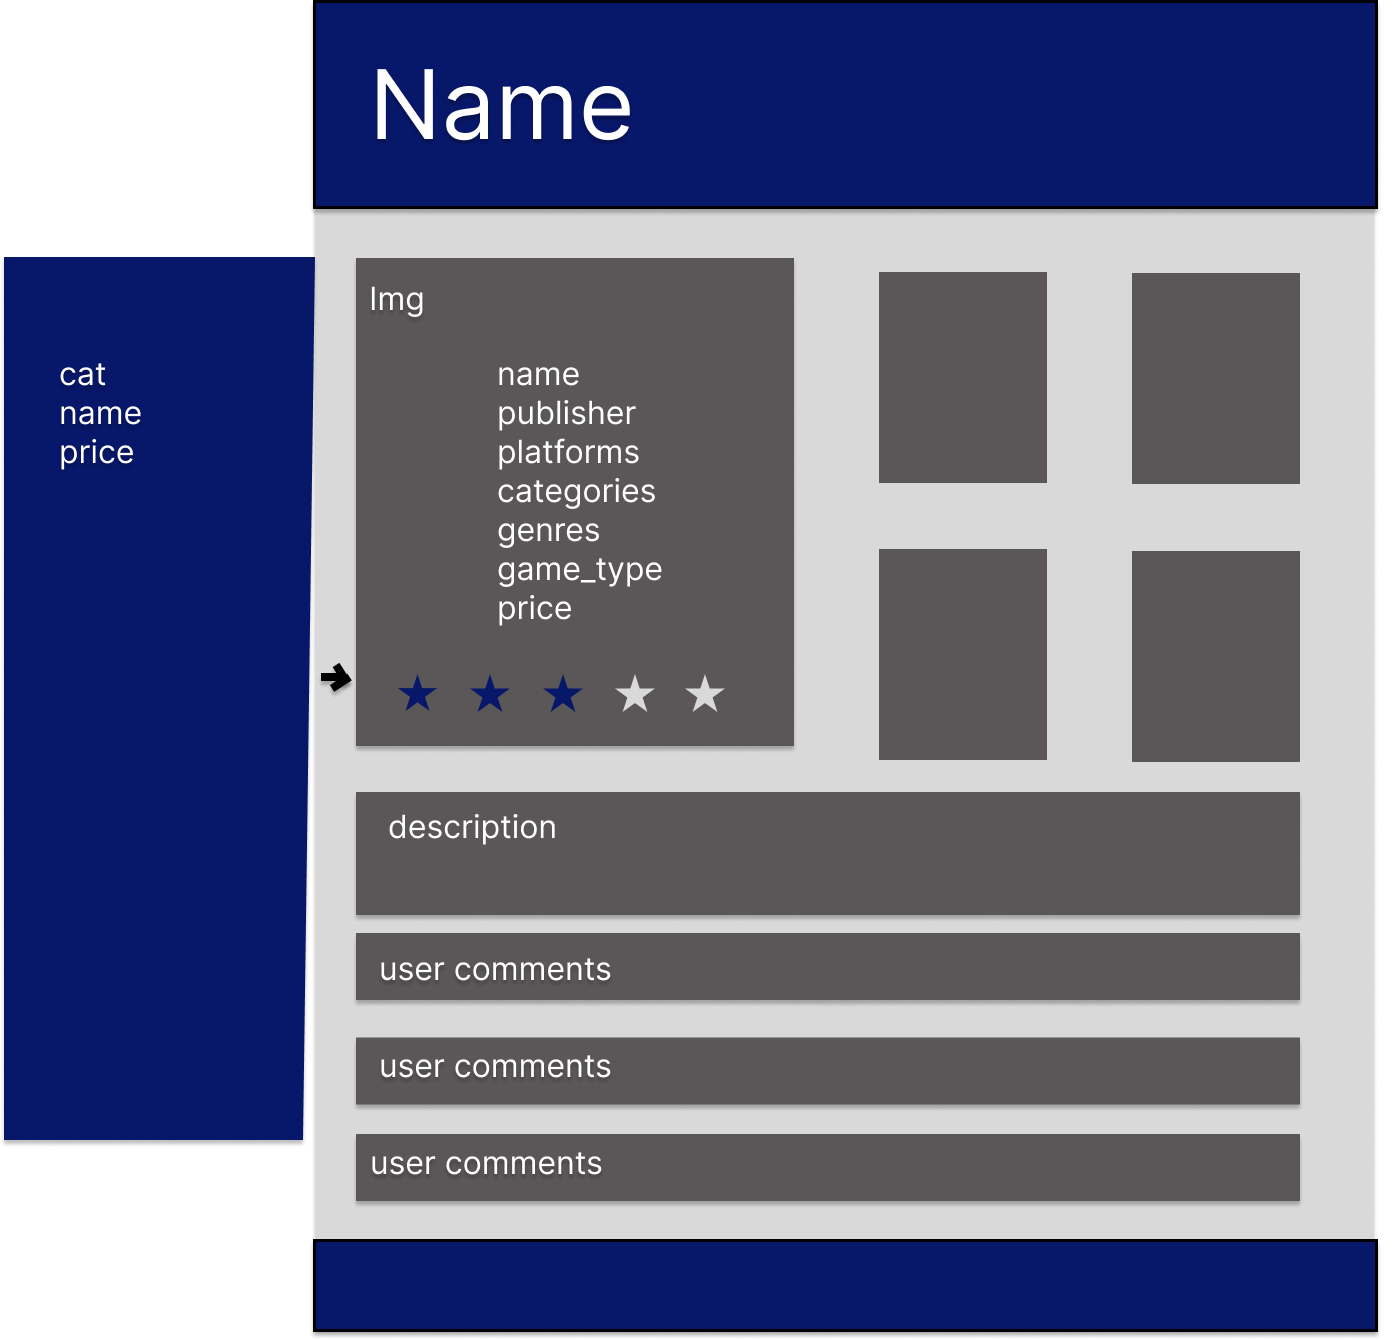 Name
cat
name
price
Img
name
publisher
platforms
categories
genres
game_type
price
description
user comments
user comments
user comments